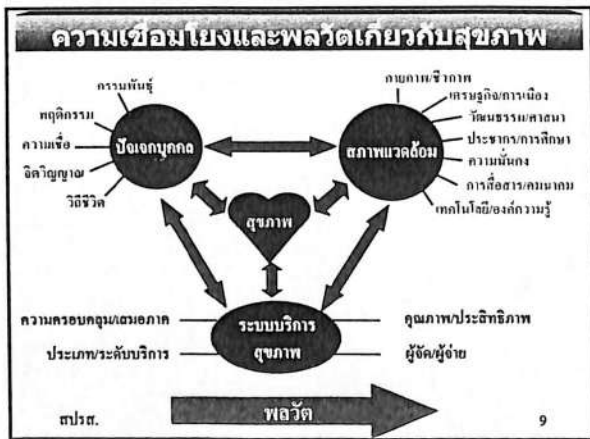 ความเชื่อมโยงและพลวัตเกี่ยวกับสุขภาพ
กรรมพันธุ์
พฤติกรรม
ความเชื่อ
จิตวิญญาณ
วิถีชีวิต
ปัจเจกบุคคล
กายภาพ/ชีวภาพ
เศรษฐกิจ/การเมือง
วัฒนธรรม/ศาสนา
ประชากร/การศึกษา
ความมั่นคง
การสื่อสาร/คมนาคม
เทคโนโลยี/องค์ความรู้
สภาพแวดล้อม
สุขภาพ
ความครอบคลุม/เสมอภาค
ประเภท/ระดับบริการ
ระบบบริการ
สุขภาพ
คุณภาพ/ประสิทธิภาพ
ผู้จัด/ผู้จ่าย
สปรส.
พลวัต
9